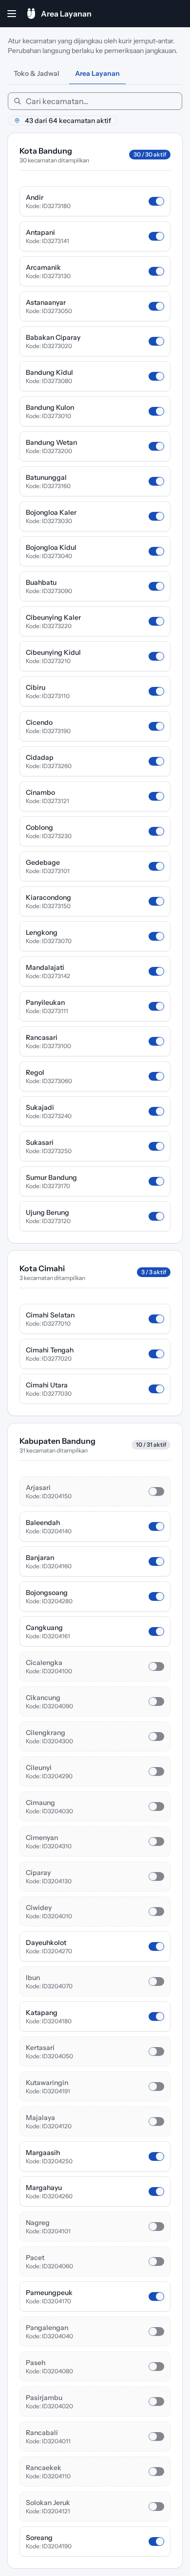 Area Layanan
Atur kecamatan yang dijangkau oleh kurir jemput-antar.
Perubahan langsung berlaku ke pemeriksaan jangkauan.
Toko & Jadwal
Area Layanan
Cari kecamatan...
43 dari 64 kecamatan aktif
Kota Bandung
30 kecamatan ditampilkan
30 / 30 aktif
Andir
Kode: ID3273180
Antapani
Kode: ID3273141
Arcamanik
Kode: ID3273130
Astanaanyar
Kode: ID3273050
Babakan Ciparay
Kode: ID3273020
Bandung Kidul
Kode: ID3273080
Bandung Kulon
Kode: ID3273010
Bandung Wetan
Kode: ID3273200
Batununggal
Kode: ID3273160
Bojongloa Kaler
Kode: ID3273030
Bojongloa Kidul
Kode: ID3273040
Buahbatu
Kode: ID3273090
Cibeunying Kaler
Kode: ID3273220
Cibeunying Kidul
Kode: ID3273210
Cibiru
Kode: ID3273110
Cicendo
Kode: ID3273190
Cidadap
Kode: ID3273260
Cinambo
Kode: ID3273121
Coblong
Kode: ID3273230
Gedebage
Kode: ID3273101
Kiaracondong
Kode: ID3273150
Lengkong
Kode: ID3273070
Mandalajati
Kode: ID3273142
Panyileukan
Kode: ID3273111
Rancasari
Kode: ID3273100
Regol
Kode: ID3273060
Sukajadi
Kode: ID3273240
Sukasari
Kode: ID3273250
Sumur Bandung
Kode: ID3273170
Ujung Berung
Kode: ID3273120
Kota Cimahi
3 kecamatan ditampilkan
3 / 3 aktif
Cimahi Selatan
Kode: ID3277010
Cimahi Tengah
Kode: ID3277020
Cimahi Utara
Kode: ID3277030
Kabupaten Bandung
31 kecamatan ditampilkan
10 / 31 aktif
Arjasari
Kode: ID3204150
Baleendah
Kode: ID3204140
Banjaran
Kode: ID3204160
Bojongsoang
Kode: ID3204280
Cangkuang
Kode: ID3204161
Cicalengka
Kode: ID3204100
Cikancung
Kode: ID3204090
Cilengkrang
Kode: ID3204300
Cileunyi
Kode: ID3204290
Cimaung
Kode: ID3204030
Cimenyan
Kode: ID3204310
Ciparay
Kode: ID3204130
Ciwidey
Kode: ID3204010
Dayeuhkolot
Kode: ID3204270
Ibun
Kode: ID3204070
Katapang
Kode: ID3204180
Kertasari
Kode: ID3204050
Kutawaringin
Kode: ID3204191
Majalaya
Kode: ID3204120
Margaasih
Kode: ID3204250
Margahayu
Kode: ID3204260
Nagreg
Kode: ID3204101
Pacet
Kode: ID3204060
Pameungpeuk
Kode: ID3204170
Pangalengan
Kode: ID3204040
Paseh
Kode: ID3204080
Pasirjambu
Kode: ID3204020
Rancabali
Kode: ID3204011
Rancaekek
Kode: ID3204110
Solokan Jeruk
Kode: ID3204121
Soreang
Kode: ID3204190